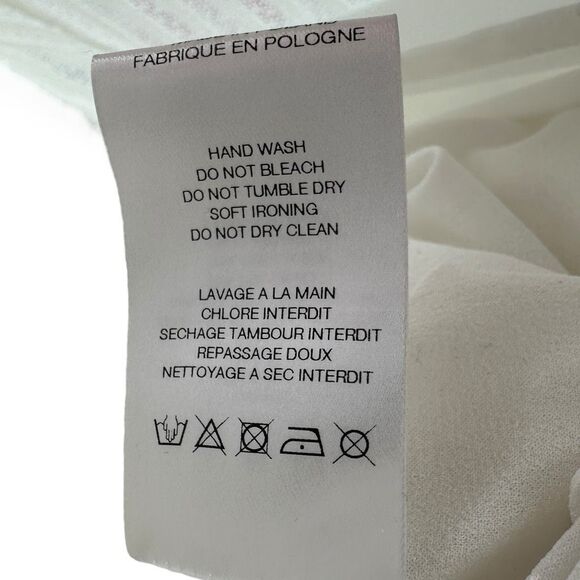 FABRIQUE EN POLOGNE
HAND WASH
DO NOT BLEACH
DO NOT TUMBLE DRY
SOFT IRONING
DO NOT DRY CLEAN
LAVAGE A LA MAIN
CHLORE INTERDIT
SECHAGE TAMBOUR INTERDIT
REPASSAGE DOUX
NETTOYAGE A SEC INTERDIT